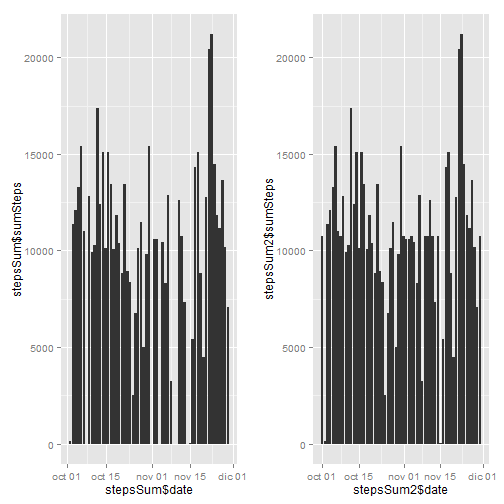 stepsSum$sumSteps
20000
15000
10000
5000
0
oct 01 oct 15 nov 01 nov 15 dic 01
stepsSum$date
stepsSum2$sumSteps
20000
15000
10000
5000
0
oct 01 oct 15 nov 01 nov 15 dic 01
stepsSum2$date